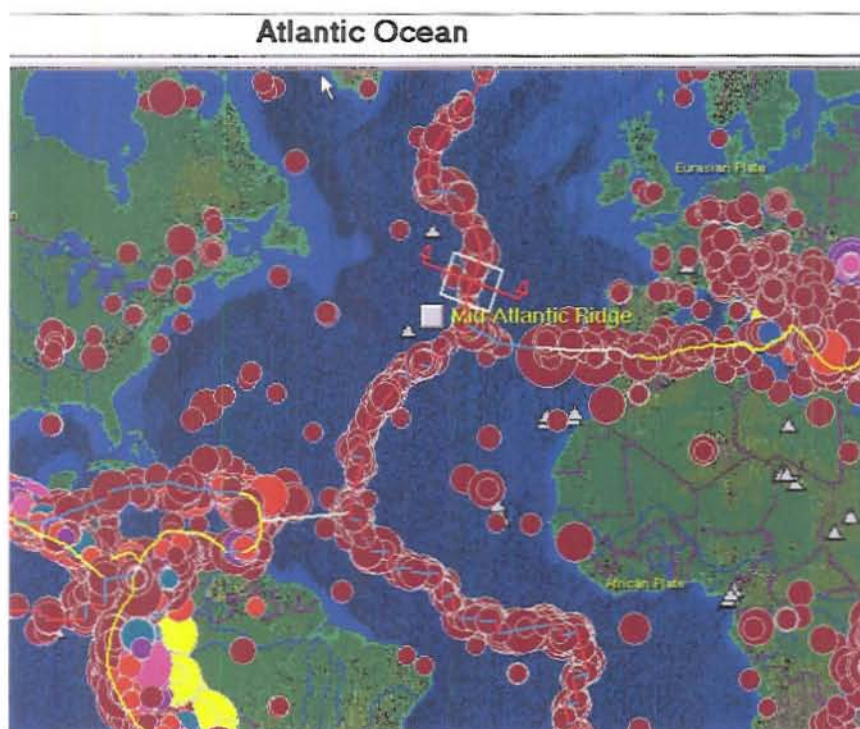 Atlantic Ocean
Eurasian Plate
Mid Atlantic Ridge
African Plate